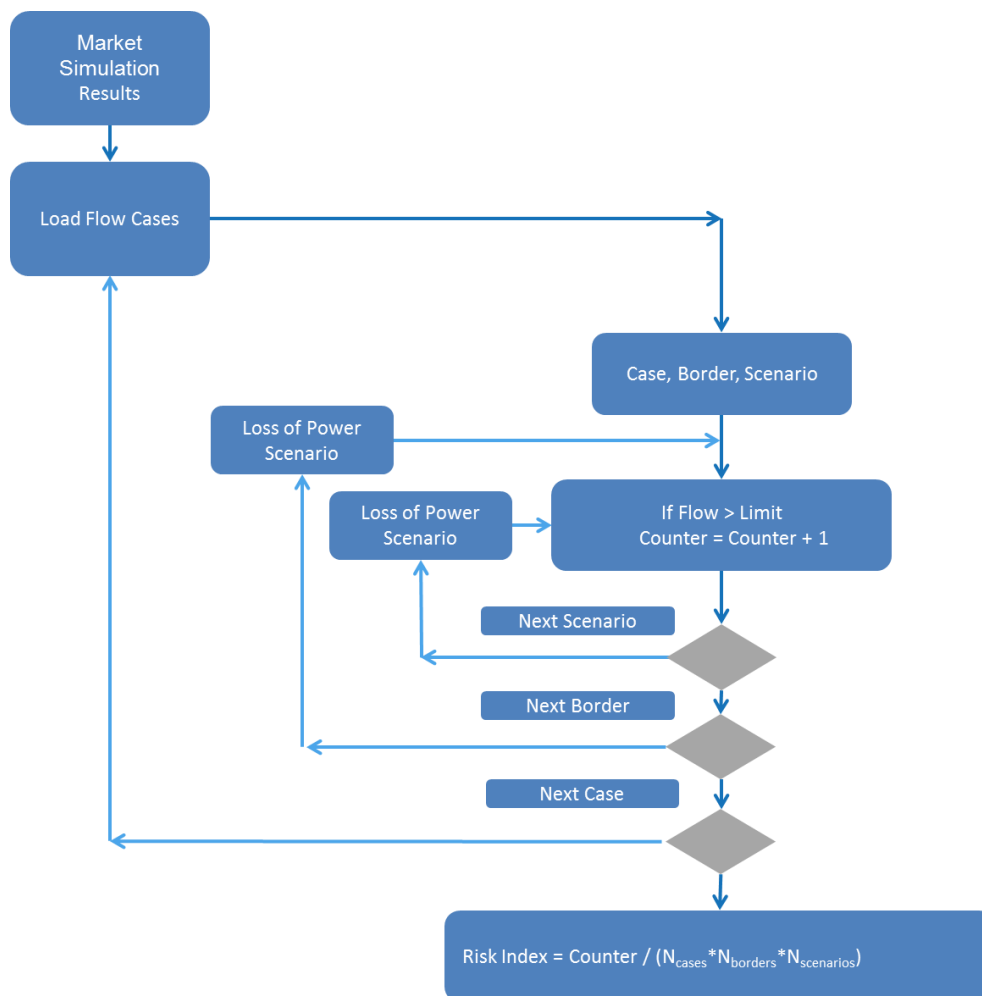 Market
Simulation
Results
Load Flow Cases
Case, Border, Scenario
Loss of Power
Scenario
Loss of Power
Scenario
If Flow > Limit
Counter = Counter + 1
Next Scenario
Next Border
Next Case
Risk Index = Counter / (Ncases*Nborders*Nscenarios)